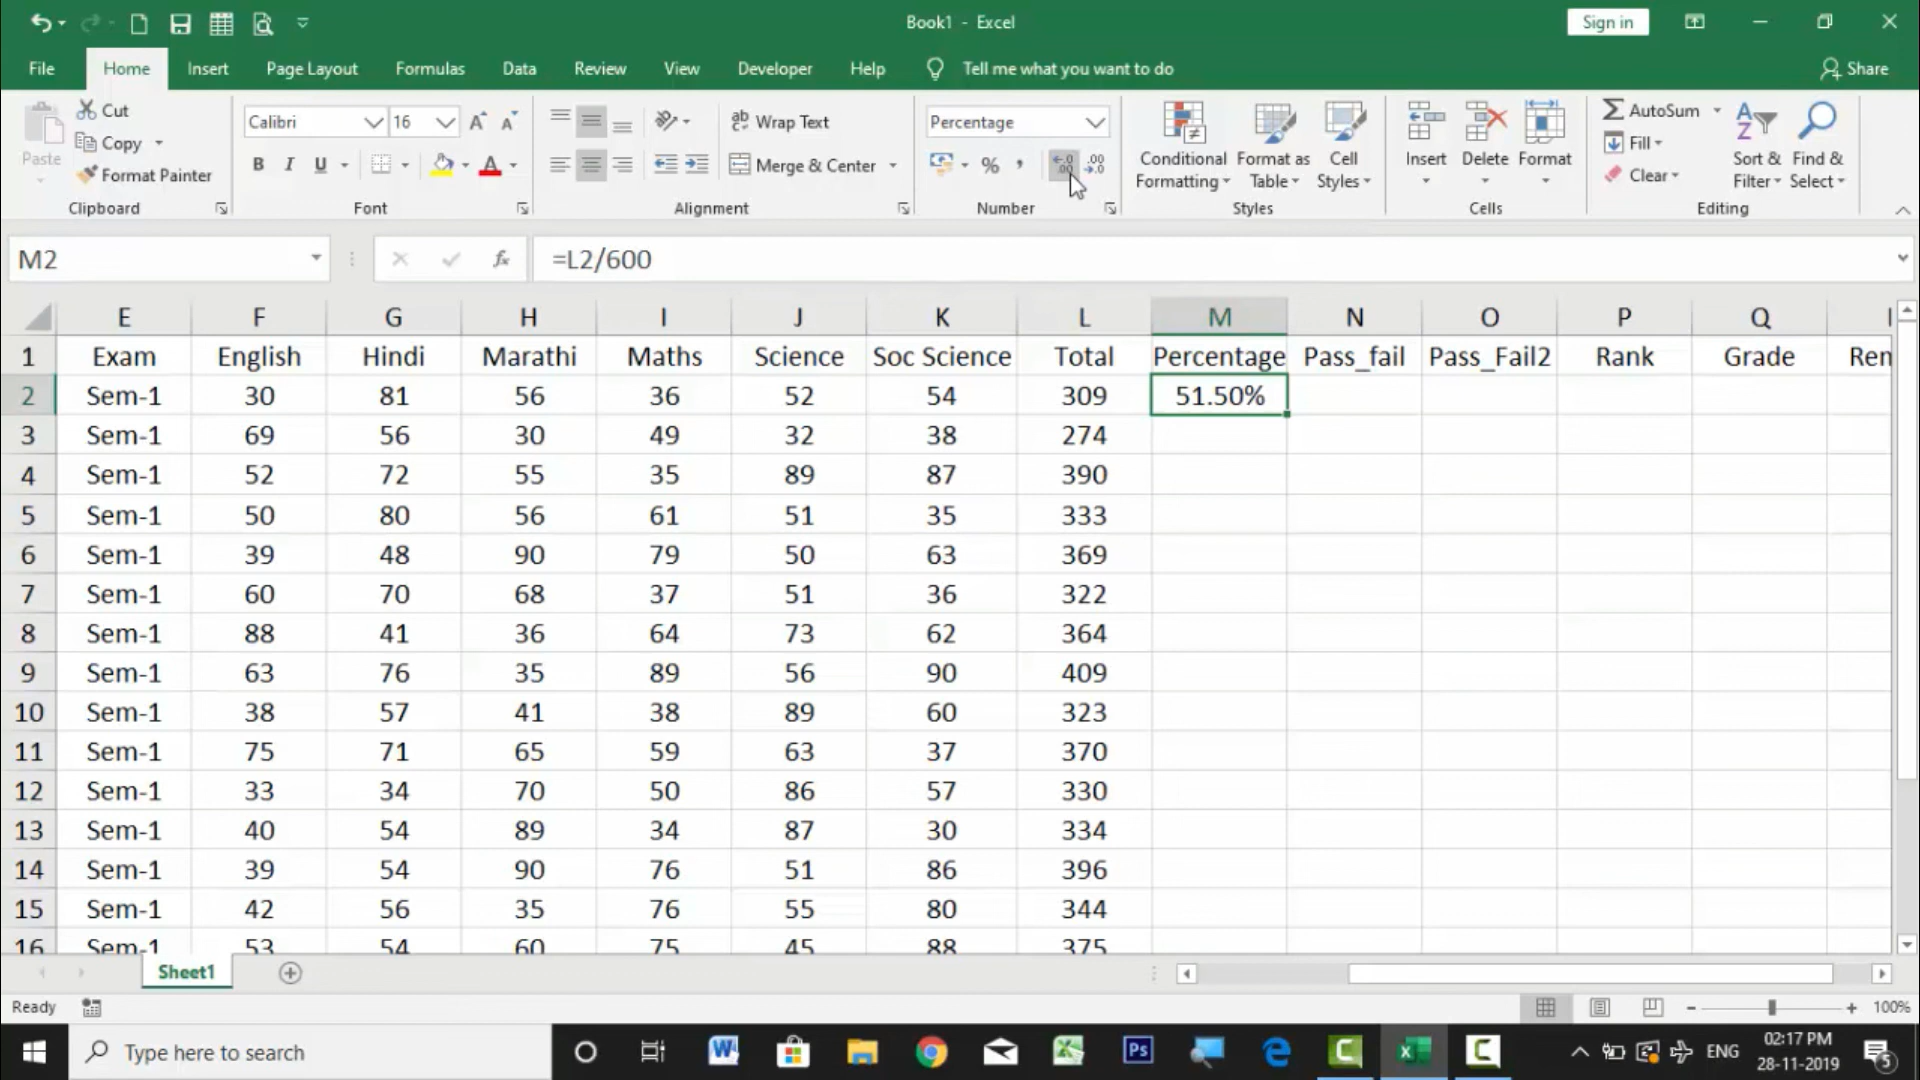 Book1 - Excel
Sign in
File Home Insert Page Layout Formulas Data Review View Developer Help Tell me what you want to do Share
Paste
Cut
Copy
Format Painter
Clipboard
Calibri 16
B I U A
Font
Wrap Text
Merge & Center
Alignment
Percentage
% ,
Number
Conditional Formatting
Format as Table
Cell Styles
Styles
Insert Delete Format
Cells
AutoSum
Fill
Clear
Sort & Filter
Find & Select
Editing
M2 fx =L2/600
E F G H I J K L M N O P Q
1 Exam English Hindi Marathi Maths Science Soc Science Total Percentage Pass_fail Pass_Fail2 Rank Grade Ren
2 Sem-1 30 81 56 36 52 54 309 51.50%
3 Sem-1 69 56 30 49 32 38 274
4 Sem-1 52 72 55 35 89 87 390
5 Sem-1 50 80 56 61 51 35 333
6 Sem-1 39 48 90 79 50 63 369
7 Sem-1 60 70 68 37 51 36 322
8 Sem-1 88 41 36 64 73 62 364
9 Sem-1 63 76 35 89 56 90 409
10 Sem-1 38 57 41 38 89 60 323
11 Sem-1 75 71 65 59 63 37 370
12 Sem-1 33 34 70 50 86 57 330
13 Sem-1 40 54 89 34 87 30 334
14 Sem-1 39 54 90 76 51 86 396
15 Sem-1 42 56 35 76 55 80 344
16 Sem-1 53 54 60 75 45 88 375
Sheet1
Ready 100%
Type here to search
Ps
ENG
02:17 PM
28-11-2019
5